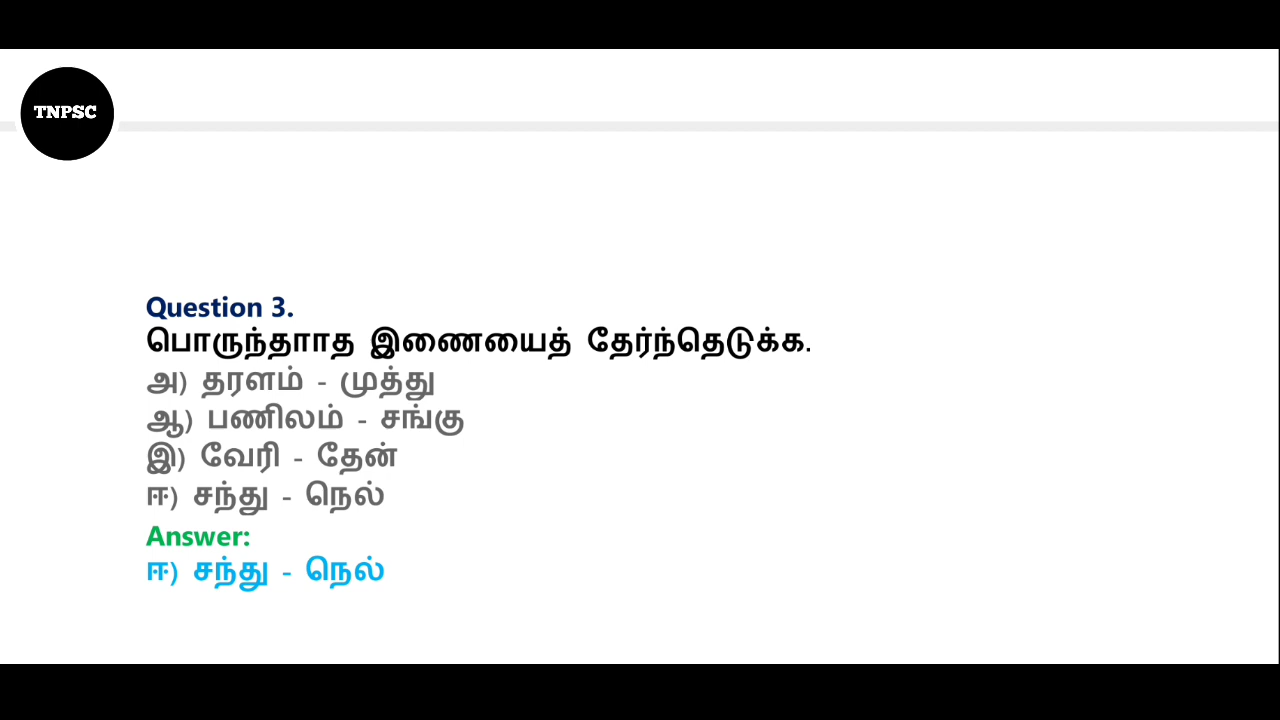 TNPSC
Question 3.
பொருந்தாாத இணையைத் தேர்ந்தெடுக்க.
அ) தரளம் - முத்து
ஆ) பணிலம் - சங்கு
இ) வேரி - தேன்
ஈ) சந்து - நெல்
Answer:
ஈ) சந்து - நெல்